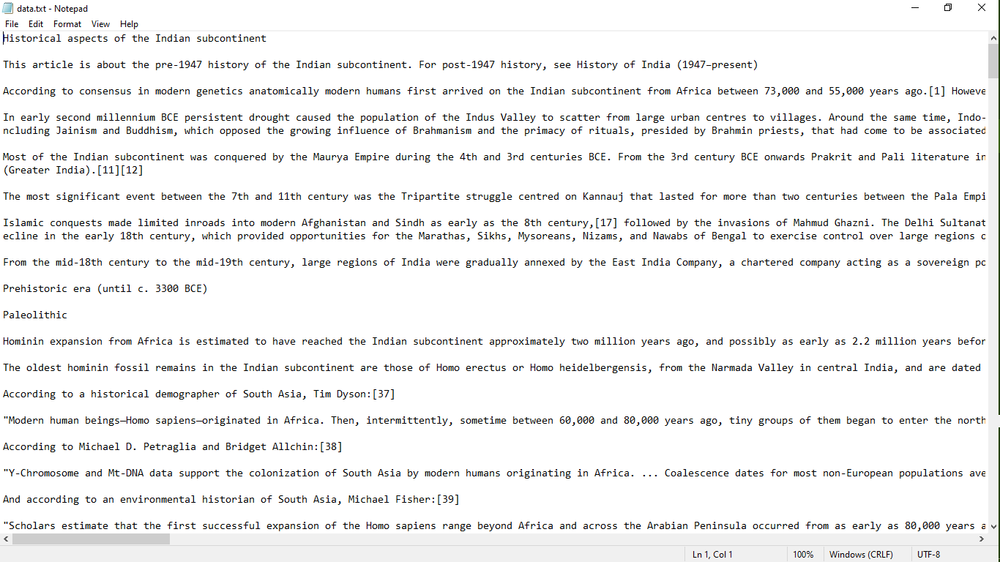 data.txt - Notepad
File Edit Format View Help
Historical aspects of the Indian subcontinent
This article is about the pre-1947 history of the Indian subcontinent. For post-1947 history, see History of India (1947–present)
According to consensus in modern genetics anatomically modern humans first arrived on the Indian subcontinent from Africa between 73,000 and 55,000 years ago.[1] Howeve
In early second millennium BCE persistent drought caused the population of the Indus Valley to scatter from large urban centres to villages. Around the same time, Indo-
ncluding Jainism and Buddhism, which opposed the growing influence of Brahmanism and the primacy of rituals, presided by Brahmin priests, that had come to be associated
Most of the Indian subcontinent was conquered by the Maurya Empire during the 4th and 3rd centuries BCE. From the 3rd century BCE onwards Prakrit and Pali literature in
(Greater India).[11][12]
The most significant event between the 7th and 11th century was the Tripartite struggle centred on Kannauj that lasted for more than two centuries between the Pala Empi
Islamic conquests made limited inroads into modern Afghanistan and Sindh as early as the 8th century,[17] followed by the invasions of Mahmud Ghazni. The Delhi Sultanat
ecline in the early 18th century, which provided opportunities for the Marathas, Sikhs, Mysoreans, Nizams, and Nawabs of Bengal to exercise control over large regions o
From the mid-18th century to the mid-19th century, large regions of India were gradually annexed by the East India Company, a chartered company acting as a sovereign po
Prehistoric era (until c. 3300 BCE)
Paleolithic
Hominin expansion from Africa is estimated to have reached the Indian subcontinent approximately two million years ago, and possibly as early as 2.2 million years befor
The oldest hominin fossil remains in the Indian subcontinent are those of Homo erectus or Homo heidelbergensis, from the Narmada Valley in central India, and are dated
According to a historical demographer of South Asia, Tim Dyson:[37]
"Modern human beings—Homo sapiens—originated in Africa. Then, intermittently, sometime between 60,000 and 80,000 years ago, tiny groups of them began to enter the north
According to Michael D. Petraglia and Bridget Allchin:[38]
"Y-Chromosome and Mt-DNA data support the colonization of South Asia by modern humans originating in Africa. ... Coalescence dates for most non-European populations ave
And according to an environmental historian of South Asia, Michael Fisher:[39]
"Scholars estimate that the first successful expansion of the Homo sapiens range beyond Africa and across the Arabian Peninsula occurred from as early as 80,000 years a
Ln 1, Col 1 100% Windows (CRLF) UTF-8